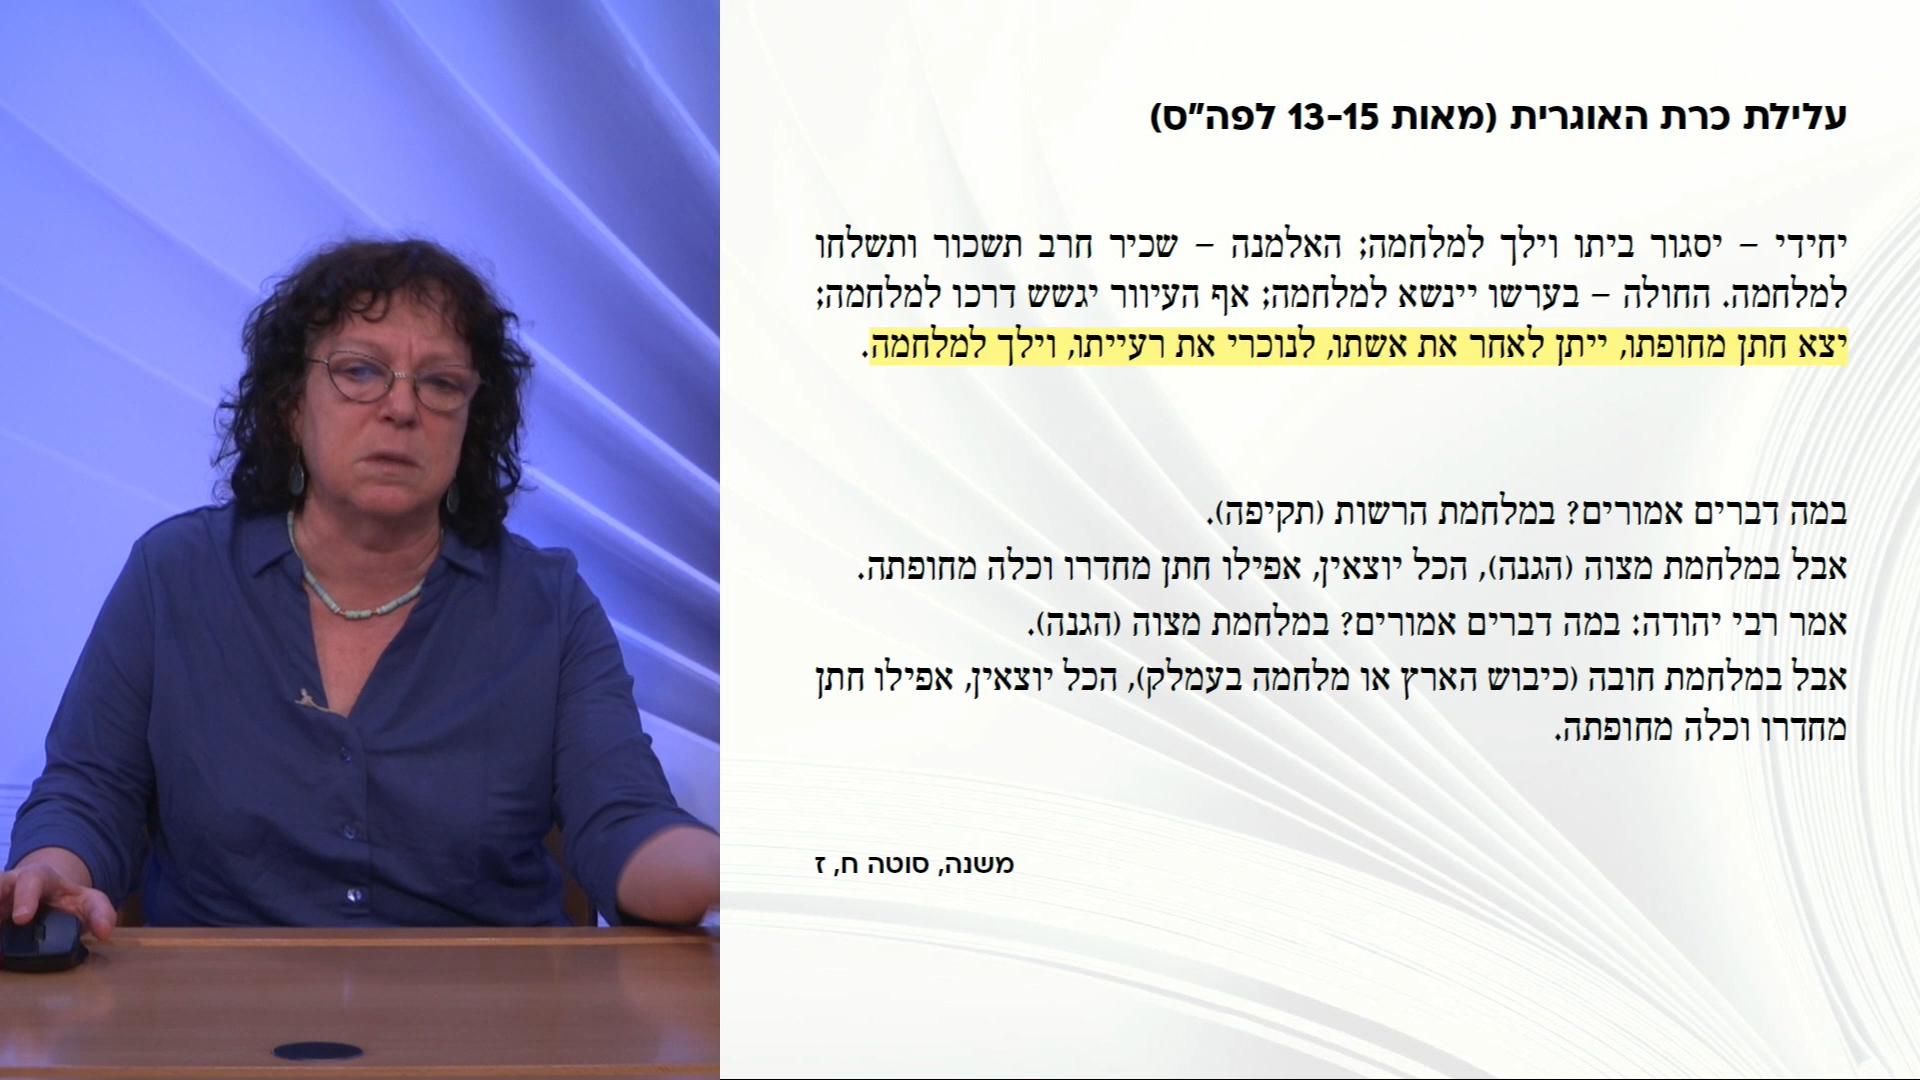 עלילת כרת האוגרית (מאות 13-15 לפה"ס)
יחידי – יסגור ביתו וילך למלחמה; האלמנה – שכיר חרב תשכור ותשלחו
למלחמה. החולה – בערשו יינשא למלחמה; אף העיוור יגשש דרכו למלחמה;
יצא חתן מחופתו, ייתן לאחר את אשתו, לנוכרי את רעייתו, וילך למלחמה.
במה דברים אמורים? במלחמת הרשות (תקיפה).
אבל במלחמת מצוה (הגנה), הכל יוצאין, אפילו חתן מחדרו וכלה מחופתה.
אמר רבי יהודה: במה דברים אמורים? במלחמת מצוה (הגנה).
אבל במלחמת חובה (כיבוש הארץ או מלחמה בעמלק), הכל יוצאין, אפילו חתן
מחדרו וכלה מחופתה.
משנה, סוטה ח, ז